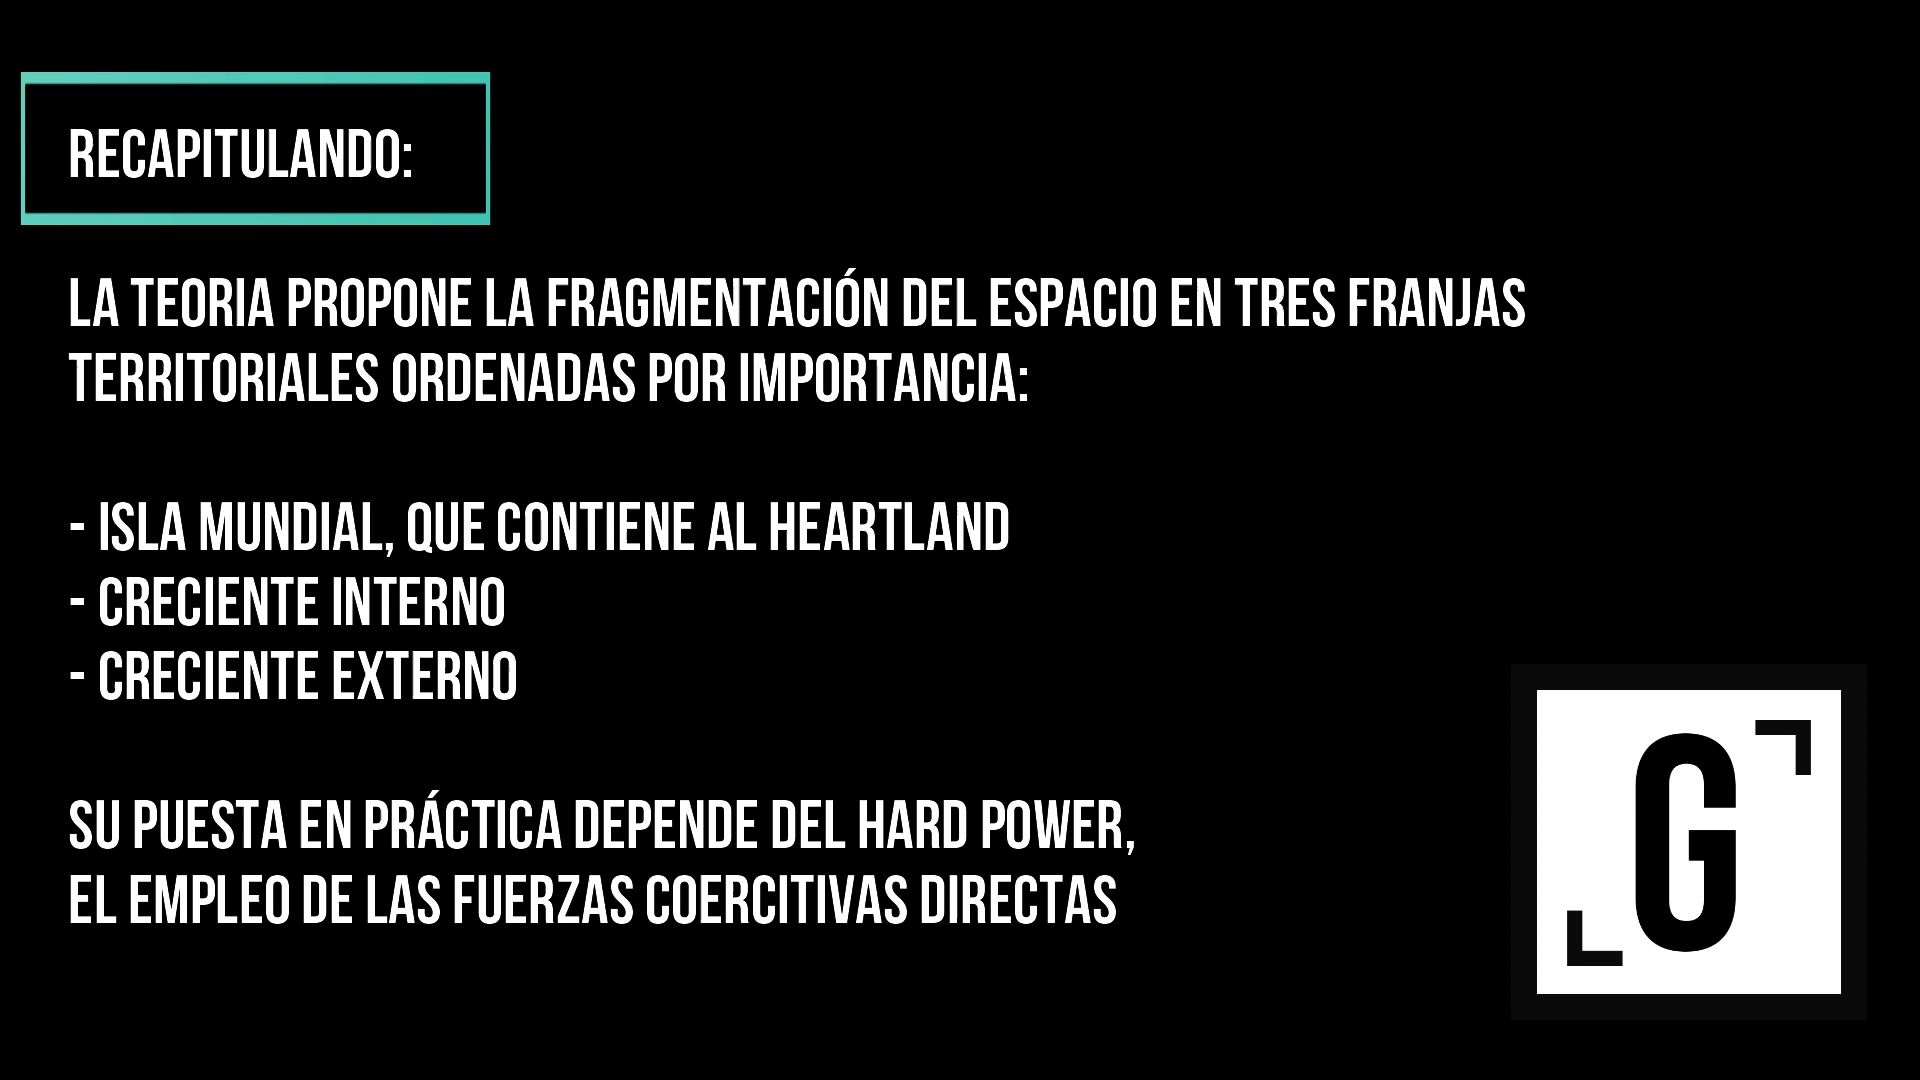 RECAPITULANDO:
LA TEORIA PROPONE LA FRAGMENTACIÓN DEL ESPACIO EN TRES FRANJAS
TERRITORIALES ORDENADAS POR IMPORTANCIA:
- ISLA MUNDIAL, QUE CONTIENE AL HEARTLAND
- CRECIENTE INTERNO
- CRECIENTE EXTERNO
SU PUESTA EN PRÁCTICA DEPENDE DEL HARD POWER,
EL EMPLEO DE LAS FUERZAS COERCITIVAS DIRECTAS
G